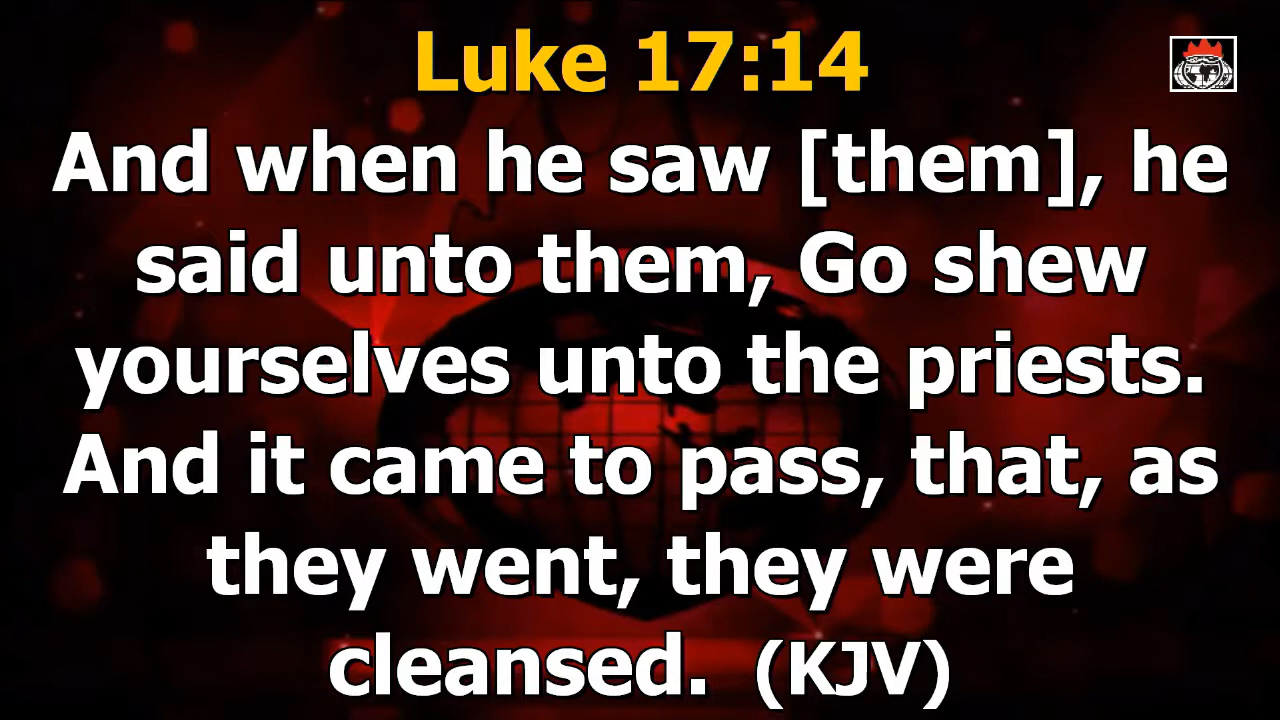 Luke 17:14
And when he saw [them], he
said unto them, Go shew
yourselves unto the priests.
And it came to pass, that, as
they went, they were
cleansed.  (KJV)